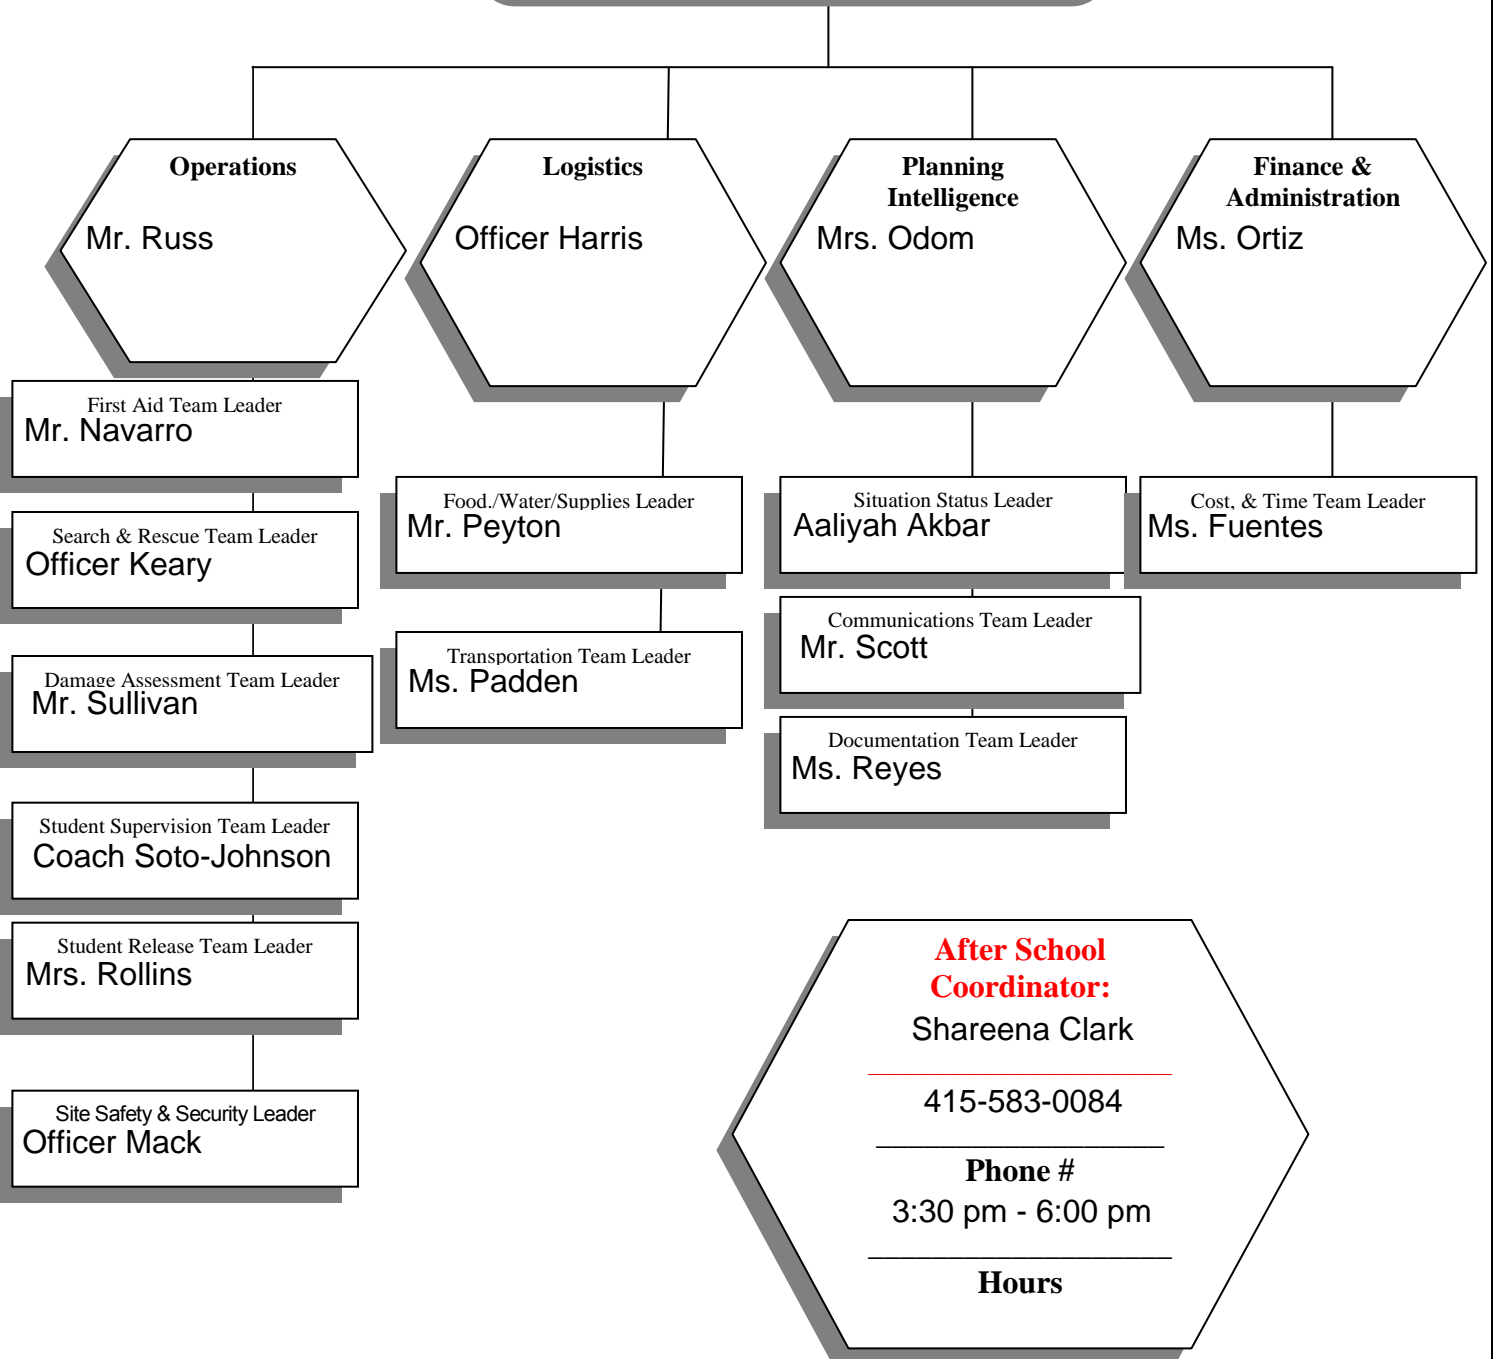 Operations
Mr. Russ
Logistics
Officer Harris
Planning
Intelligence
Mrs. Odom
Finance &
Administration
Ms. Ortiz
First Aid Team Leader
Mr. Navarro
Search & Rescue Team Leader
Officer Keary
Damage Assessment Team Leader
Mr. Sullivan
Student Supervision Team Leader
Coach Soto-Johnson
Student Release Team Leader
Mrs. Rollins
Site Safety & Security Leader
Officer Mack
Food./Water/Supplies Leader
Mr. Peyton
Transportation Team Leader
Ms. Padden
Situation Status Leader
Aaliyah Akbar
Communications Team Leader
Mr. Scott
Documentation Team Leader
Ms. Reyes
Cost, & Time Team Leader
Ms. Fuentes
After School
Coordinator:
Shareena Clark
415-583-0084
Phone #
3:30 pm - 6:00 pm
Hours